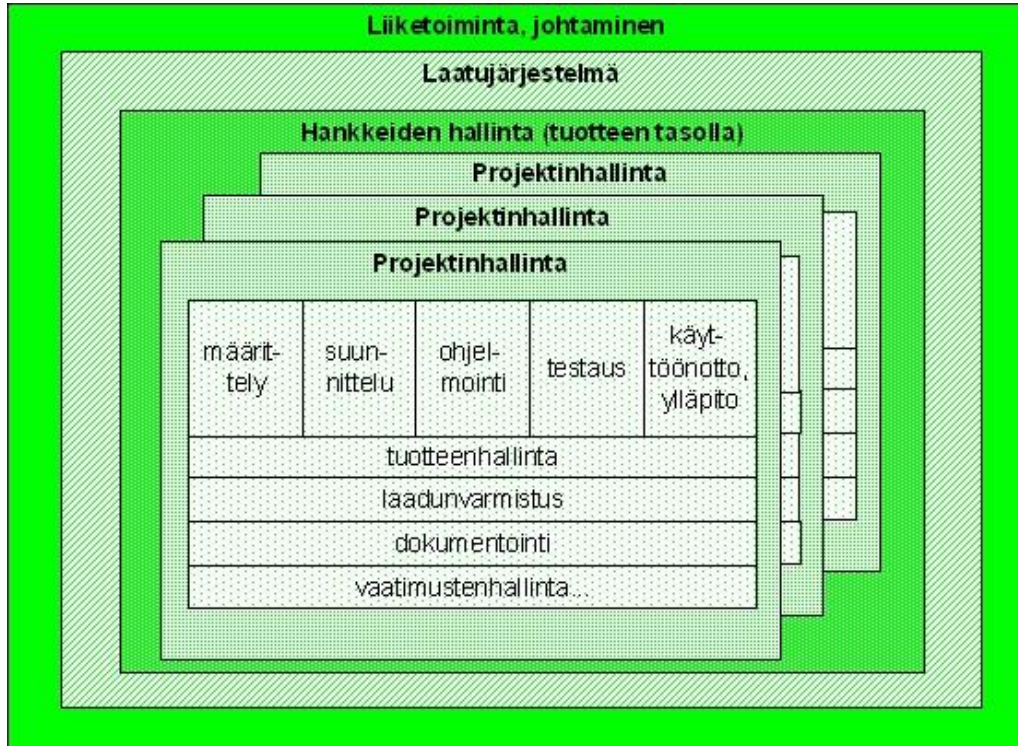 Liiketoiminta, johtaminen
Laatujärjestelmä
Hankkeiden hallinta (tuotteen tasolla)
Projektinhallinta
Projektinhallinta
Projektinhallinta
määrit-
tely
suun-
nittelu
ohjel-
mointi
testaus
käyt-
töönotto,
ylläpito
tuotteenhallinta
laadunvarmistus
dokumentointi
vaatimustenhallinta...